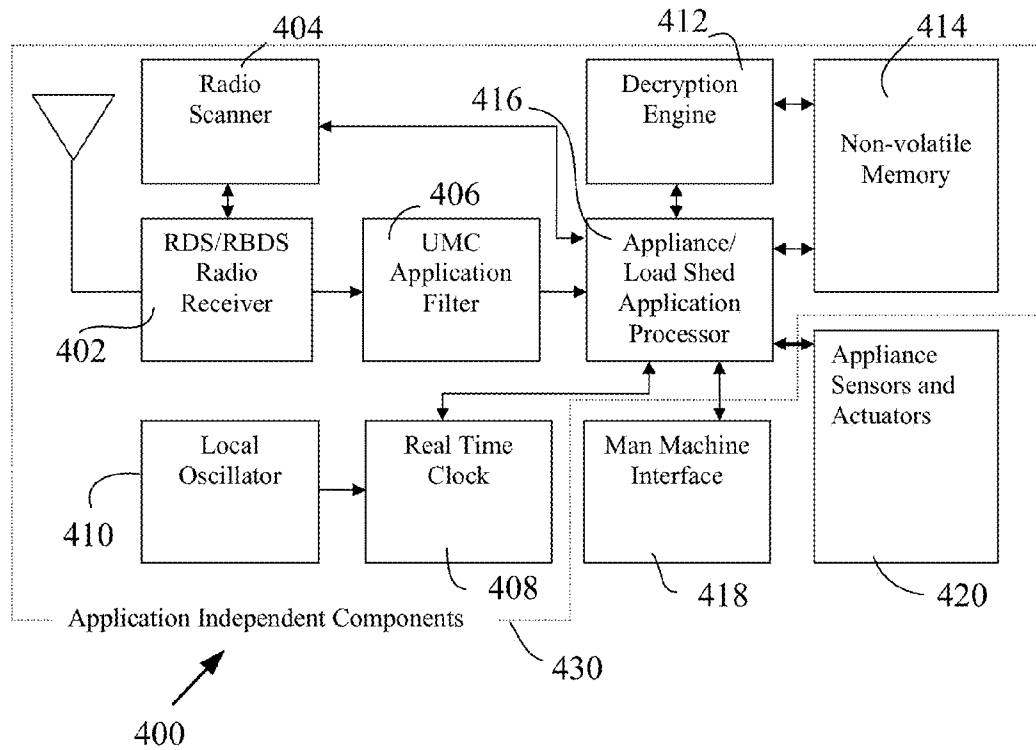 404
412
414
Radio
Scanner
416
Decryption
Engine
Non-volatile
Memory
RDS/RBDS
Radio
Receiver
402
406
UMC
Application
Filter
Appliance/
Load Shed
Application
Processor
Appliance
Sensors and
Actuators
420
Local
Oscillator
410
Real Time
Clock
408
Man Machine
Interface
418
Application Independent Components
430
400